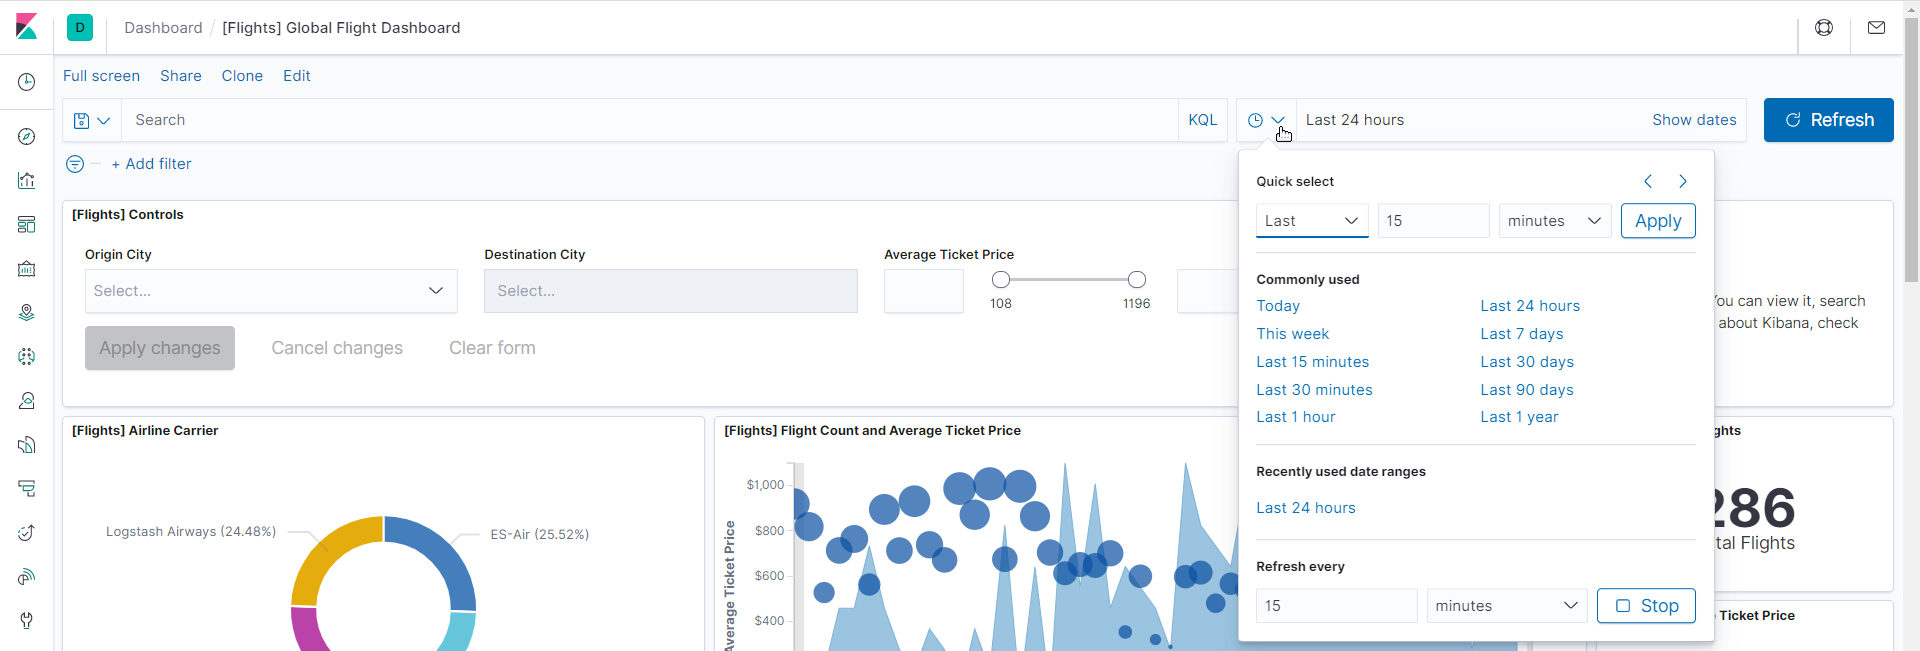 D Dashboard / [Flights] Global Flight Dashboard
Full screen Share Clone Edit
Search KQL Last 24 hours Show dates Refresh
+ Add filter
Quick select
Last 15 minutes Apply
[Flights] Controls
Origin City Destination City Average Ticket Price
Select... Select... 108 1196
Apply changes Cancel changes Clear form
Commonly used
Today Last 24 hours
This week Last 7 days
Last 15 minutes Last 30 days
Last 30 minutes Last 90 days
Last 1 hour Last 1 year
You can view it, search
about Kibana, check
Recently used date ranges
Last 24 hours
Refresh every
15 minutes Stop
[Flights] Airline Carrier
Logstash Airways (24.48%) ES-Air (25.52%)
[Flights] Flight Count and Average Ticket Price
Average Ticket Price
$1,000
$800
$600
$400
286
Flights
Ticket Price